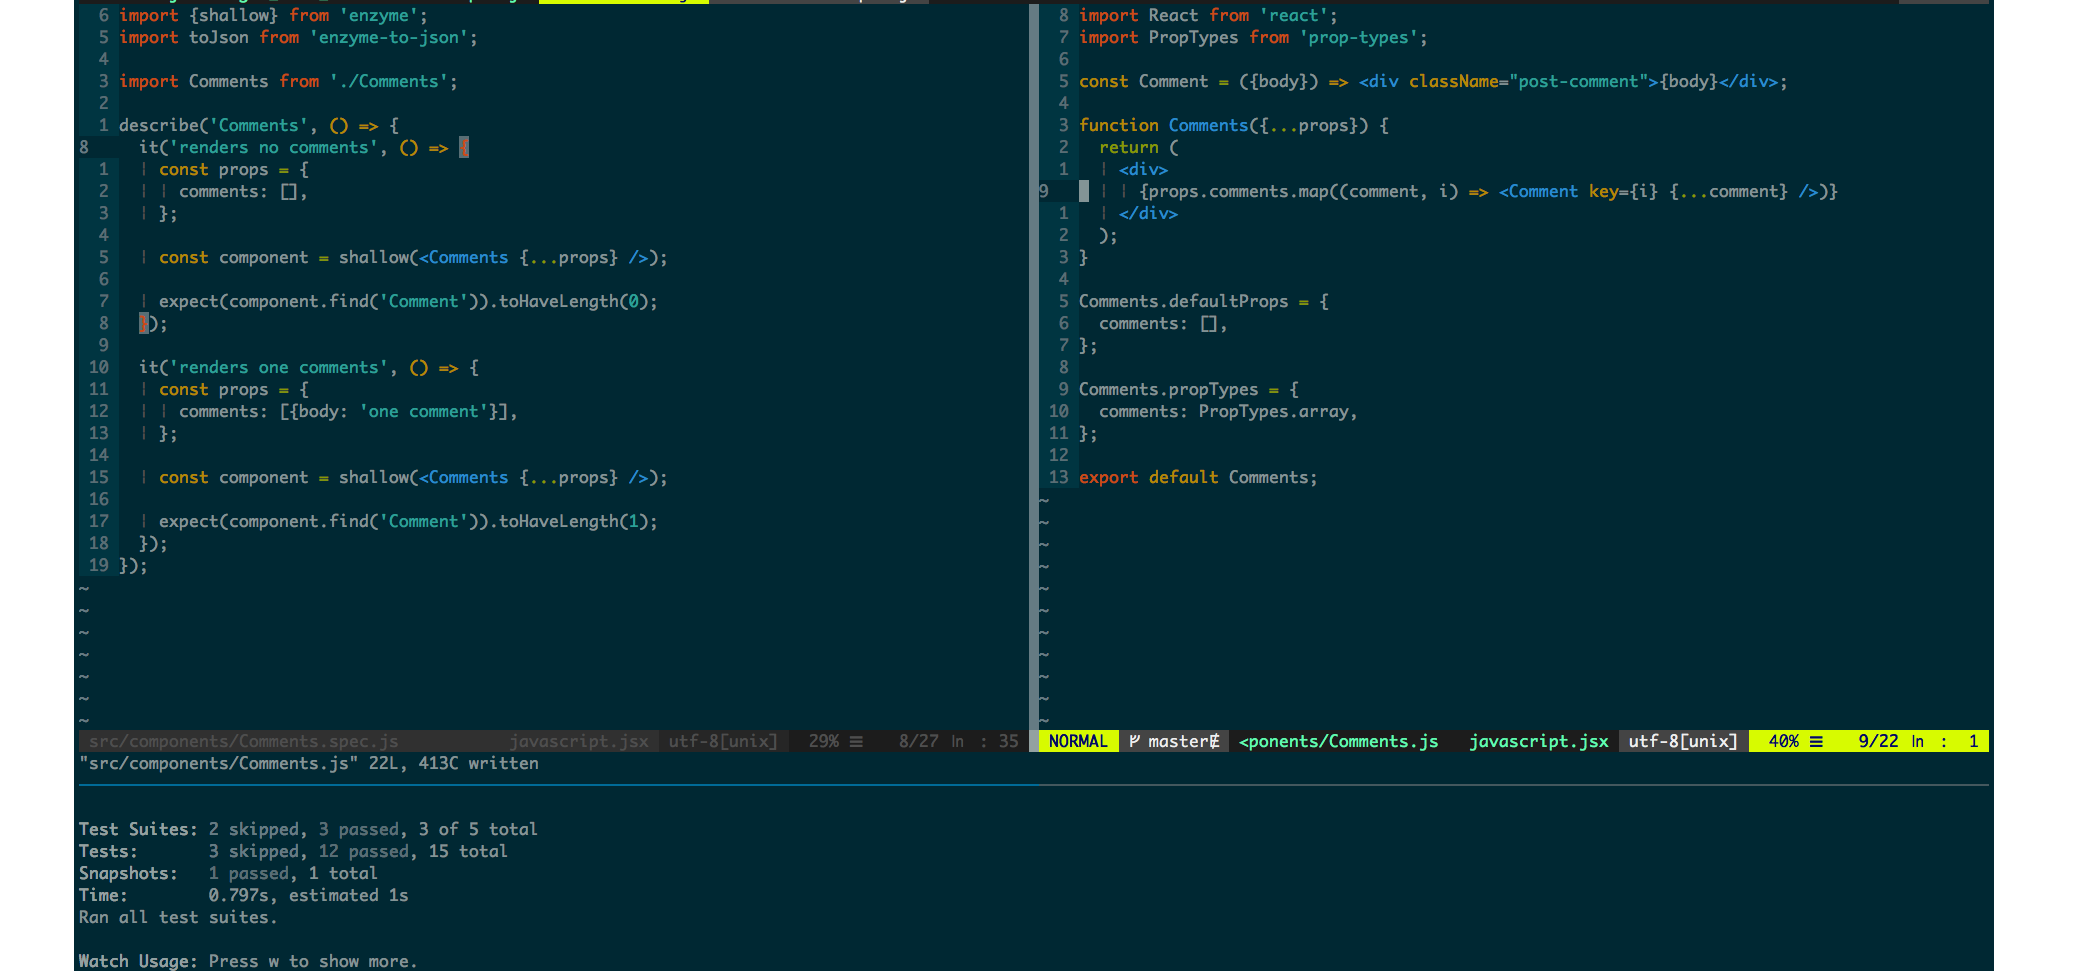 6 import {shallow} from 'enzyme';
5 import toJson from 'enzyme-to-json';
4
3 import Comments from './Comments';
2
1 describe('Comments', () => {
8 it('renders no comments', () => {
1 const props = {
2 comments: [],
3 };
4
5 const component = shallow(<Comments {...props} />);
6
7 expect(component.find('Comment')).toHaveLength(0);
8 });
9
10 it('renders one comments', () => {
11 const props = {
12 comments: [{body: 'one comment'}],
13 };
14
15 const component = shallow(<Comments {...props} />);
16
17 expect(component.find('Comment')).toHaveLength(1);
18 });
19 });
~
~
~
~
~
~
~
src/components/Comments.spec.js javascript.jsx utf-8[unix] 29% ☰ 8/27 ln : 35
8 import React from 'react';
7 import PropTypes from 'prop-types';
6
5 const Comment = ({body}) => <div className="post-comment">{body}</div>;
4
3 function Comments({...props}) {
2 return (
1 <div>
9 {props.comments.map((comment, i) => <Comment key={i} {...comment} />)}
1 </div>
2 );
3 }
4
5 Comments.defaultProps = {
6 comments: [],
7 };
8
9 Comments.propTypes = {
10 comments: PropTypes.array,
11 };
12
13 export default Comments;
~
~
~
~
~
~
~
~
~
~
~
NORMAL master <ponents/Comments.js javascript.jsx utf-8[unix] 40% ☰ 9/22 ln : 1
"src/components/Comments.js" 22L, 413C written
Test Suites: 2 skipped, 3 passed, 3 of 5 total
Tests: 3 skipped, 12 passed, 15 total
Snapshots: 1 passed, 1 total
Time: 0.797s, estimated 1s
Ran all test suites.
Watch Usage: Press w to show more.